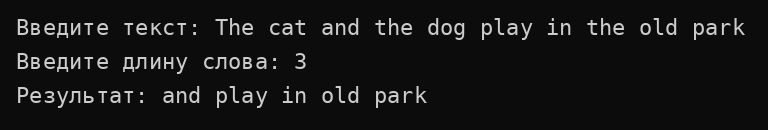 Введите текст: The cat and the dog play in the old park
Введите длину слова: 3
Результат: and play in old park